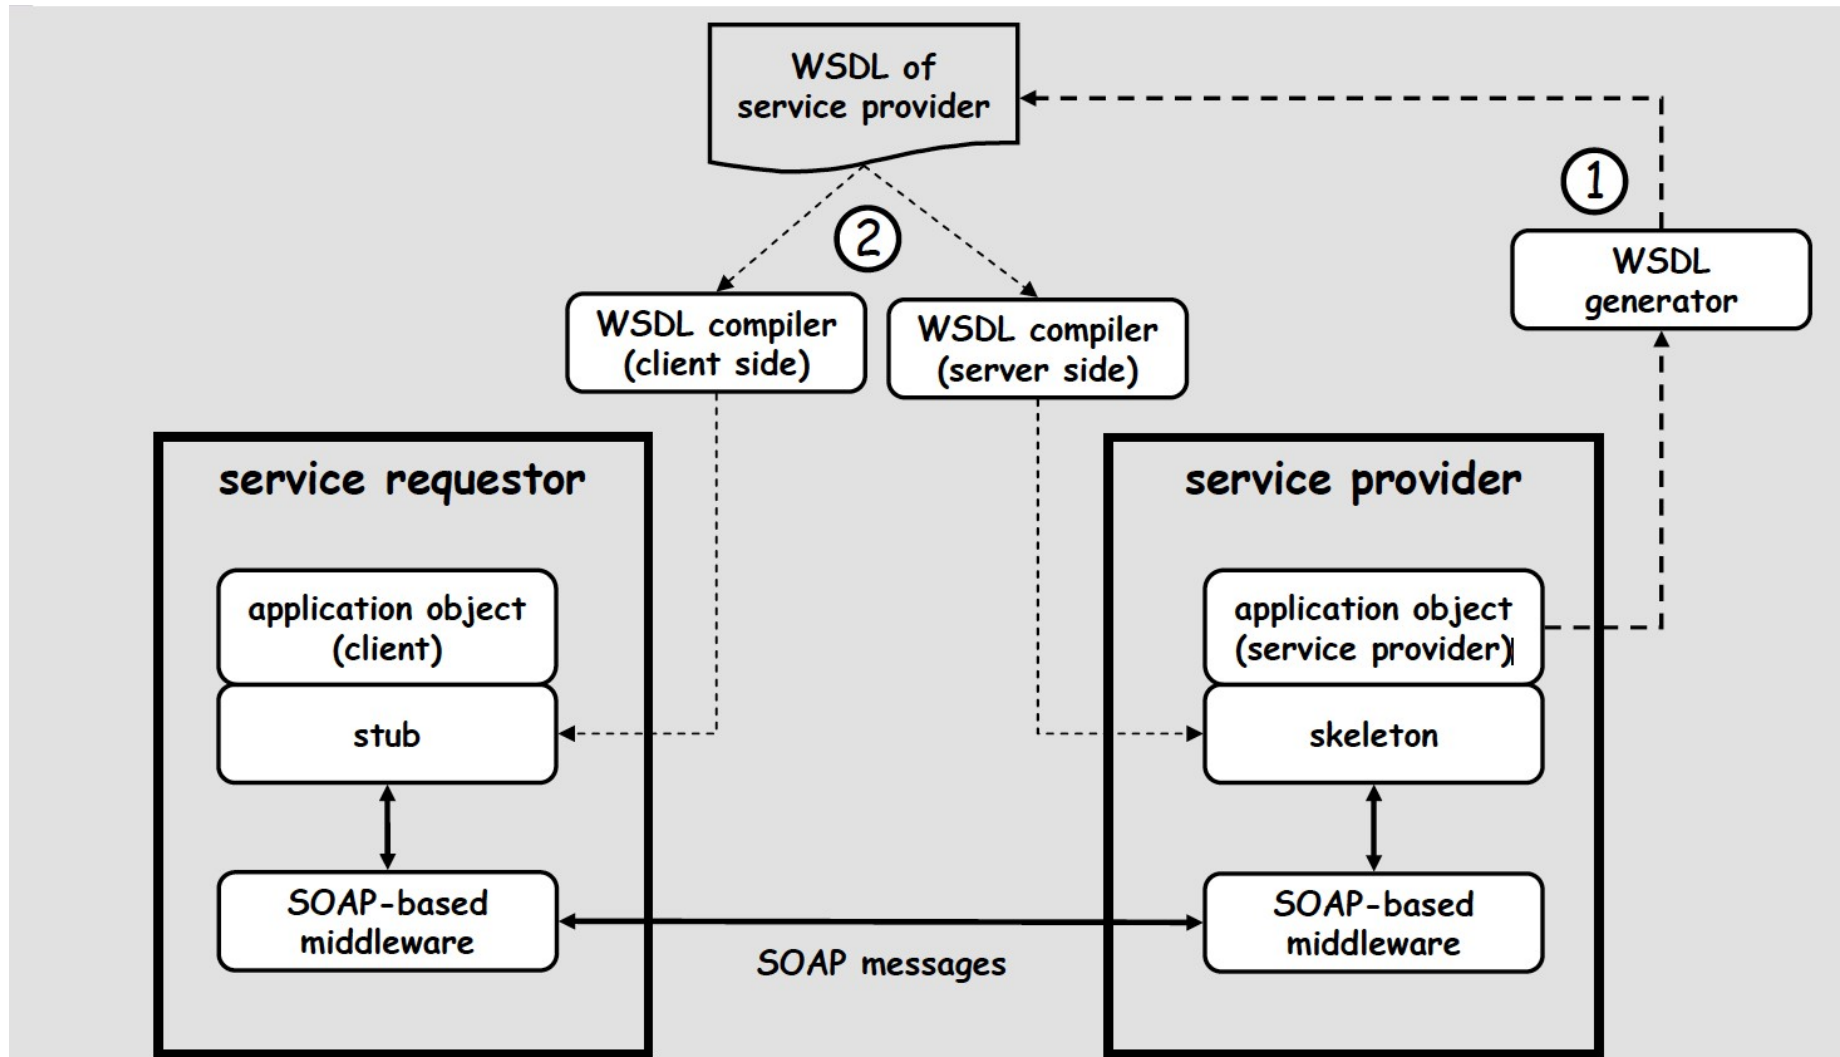 WSDL of
service provider
1
2
WSDL
generator
WSDL compiler
(client side)
WSDL compiler
(server side)
service requestor
service provider
application object
(client)
application object
(service provider)
stub
skeleton
SOAP-based
middleware
SOAP-based
middleware
SOAP messages